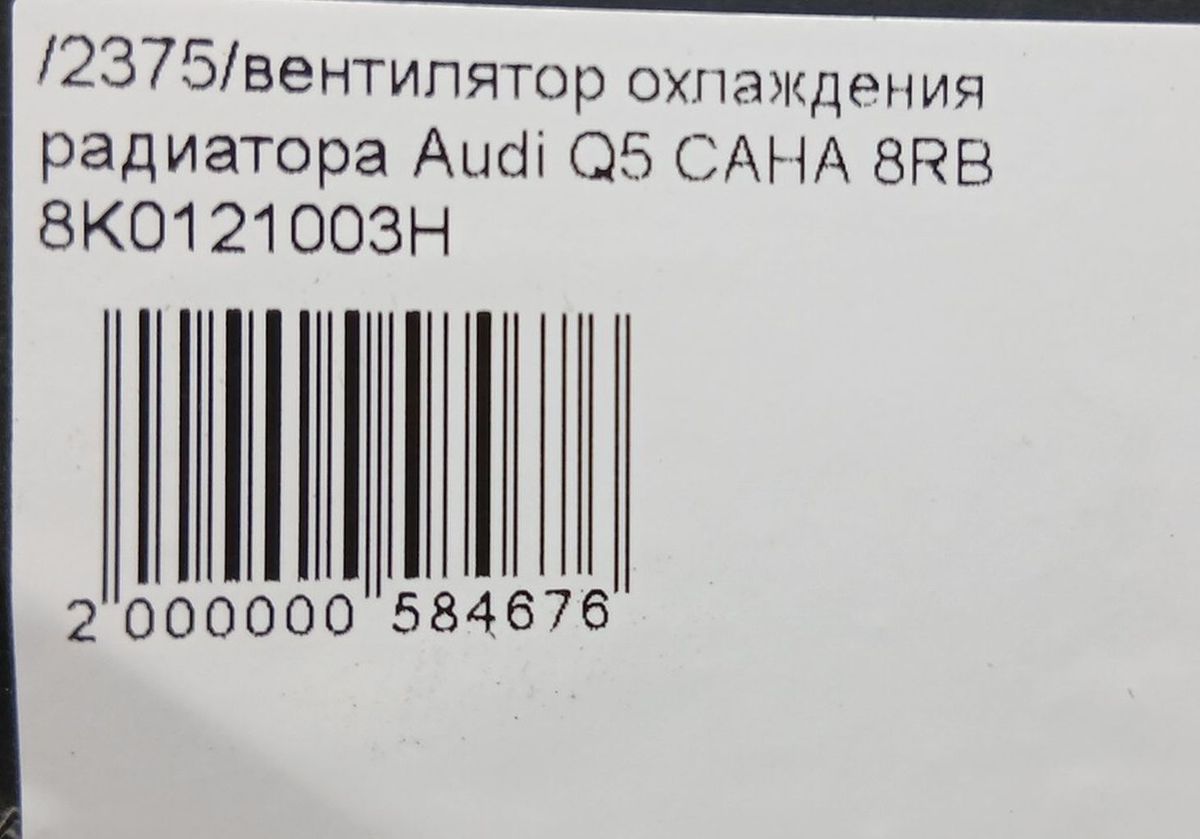 /2375/вентилятор охлаждения
радиатора Audi Q5 CAHA 8RB
8K0121003H
2 000000 584676